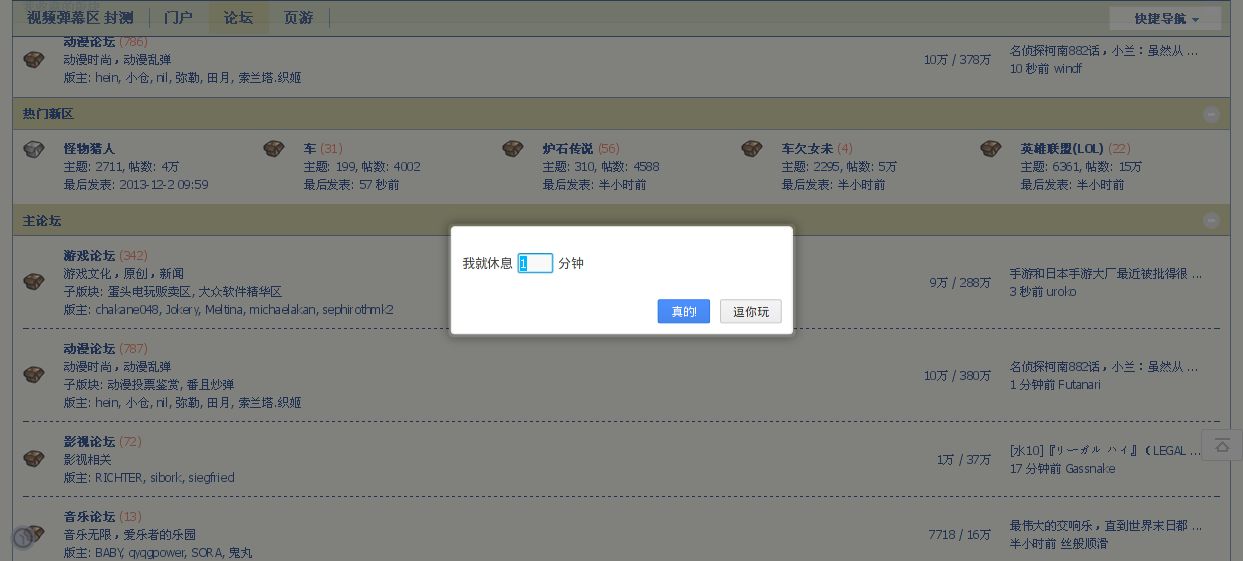 视频弹幕区 封测 门户 论坛 页游 快捷导航
动漫论坛 (786)
动漫时尚，动漫乱弹
版主: hein, 小仓, nil, 弥勒, 田月, 索兰塔.织姬
10万 / 378万
名侦探柯南882话，小兰：虽然从 ...
10 秒前 windf
热门新区
怪物猎人
主题: 2711, 帖数: 4万
最后发表: 2013-12-2 09:59
车 (31)
主题: 199, 帖数: 4002
最后发表: 57 秒前
炉石传说 (56)
主题: 310, 帖数: 4588
最后发表: 半小时前
车欠女未 (4)
主题: 2295, 帖数: 5万
最后发表: 半小时前
英雄联盟(LOL) (22)
主题: 6361, 帖数: 15万
最后发表: 半小时前
主论坛
我就休息 1 分钟
真的! 逗你玩
游戏论坛 (342)
游戏文化，原创，新闻
子版块: 蛋头电玩贩卖区, 大众软件精华区
版主: chakane048, Jokery, Meltina, michaelakan, sephirothmk2
9万 / 288万
手游和日本手游大厂最近被批得很 ...
3 秒前 uroko
动漫论坛 (787)
动漫时尚，动漫乱弹
子版块: 动漫投票鉴赏, 番且炒弹
版主: hein, 小仓, nil, 弥勒, 田月, 索兰塔.织姬
10万 / 380万
名侦探柯南882话，小兰：虽然从 ...
1 分钟前 Futanari
影视论坛 (72)
影视相关
版主: RICHTER, sibork, siegfried
1万 / 37万
[水10]『リーガル ハイ』（LEGAL ...
17 分钟前 Gassnake
音乐论坛 (13)
音乐无限，爱乐者的乐园
版主: BABY, qyqgpower, SORA, 鬼丸
7718 / 16万
最伟大的交响乐，直到世界末日都 ...
半小时前 丝般顺滑